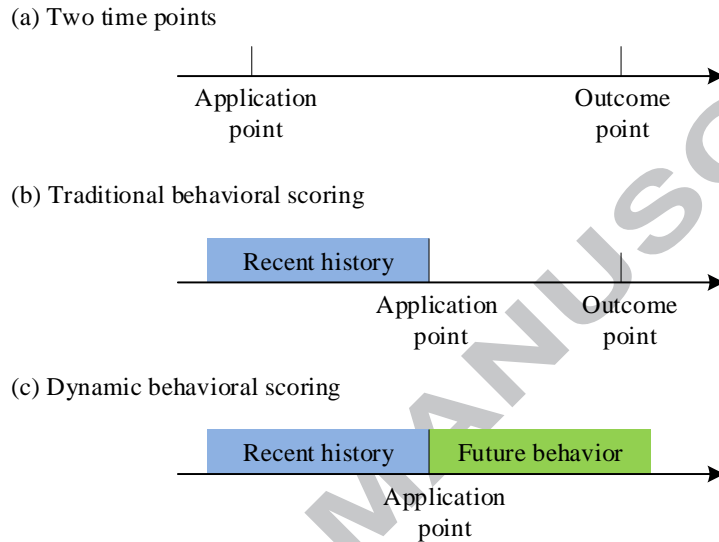 (a) Two time points
Application
point
Outcome
point
(b) Traditional behavioral scoring
Recent history
Application
point
Outcome
point
(c) Dynamic behavioral scoring
Recent history
Future behavior
Application
point
MANUSC